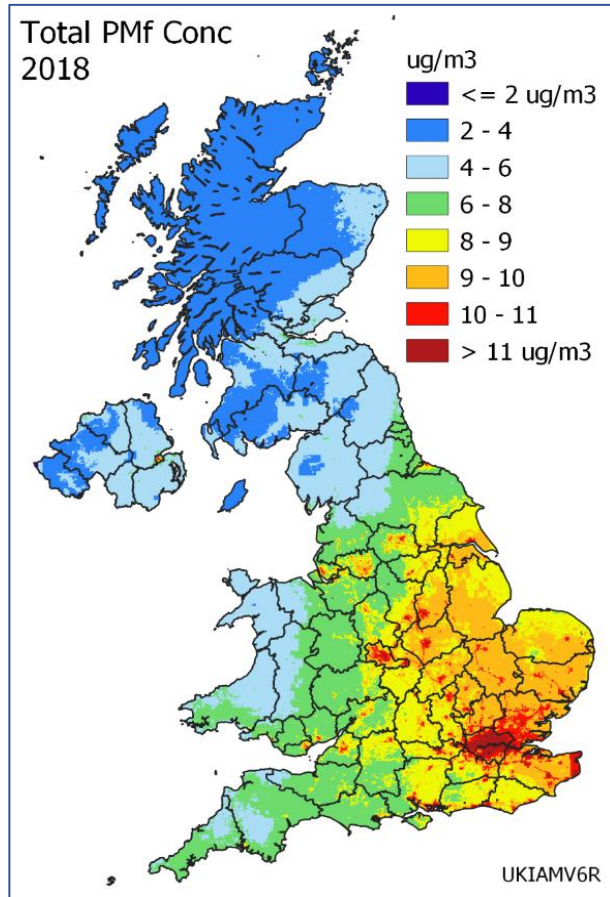 Total PMf Conc
2018
ug/m3
<= 2 ug/m3
2 - 4
4 - 6
6 - 8
8 - 9
9 - 10
10 - 11
> 11 ug/m3
UKIAMV6R